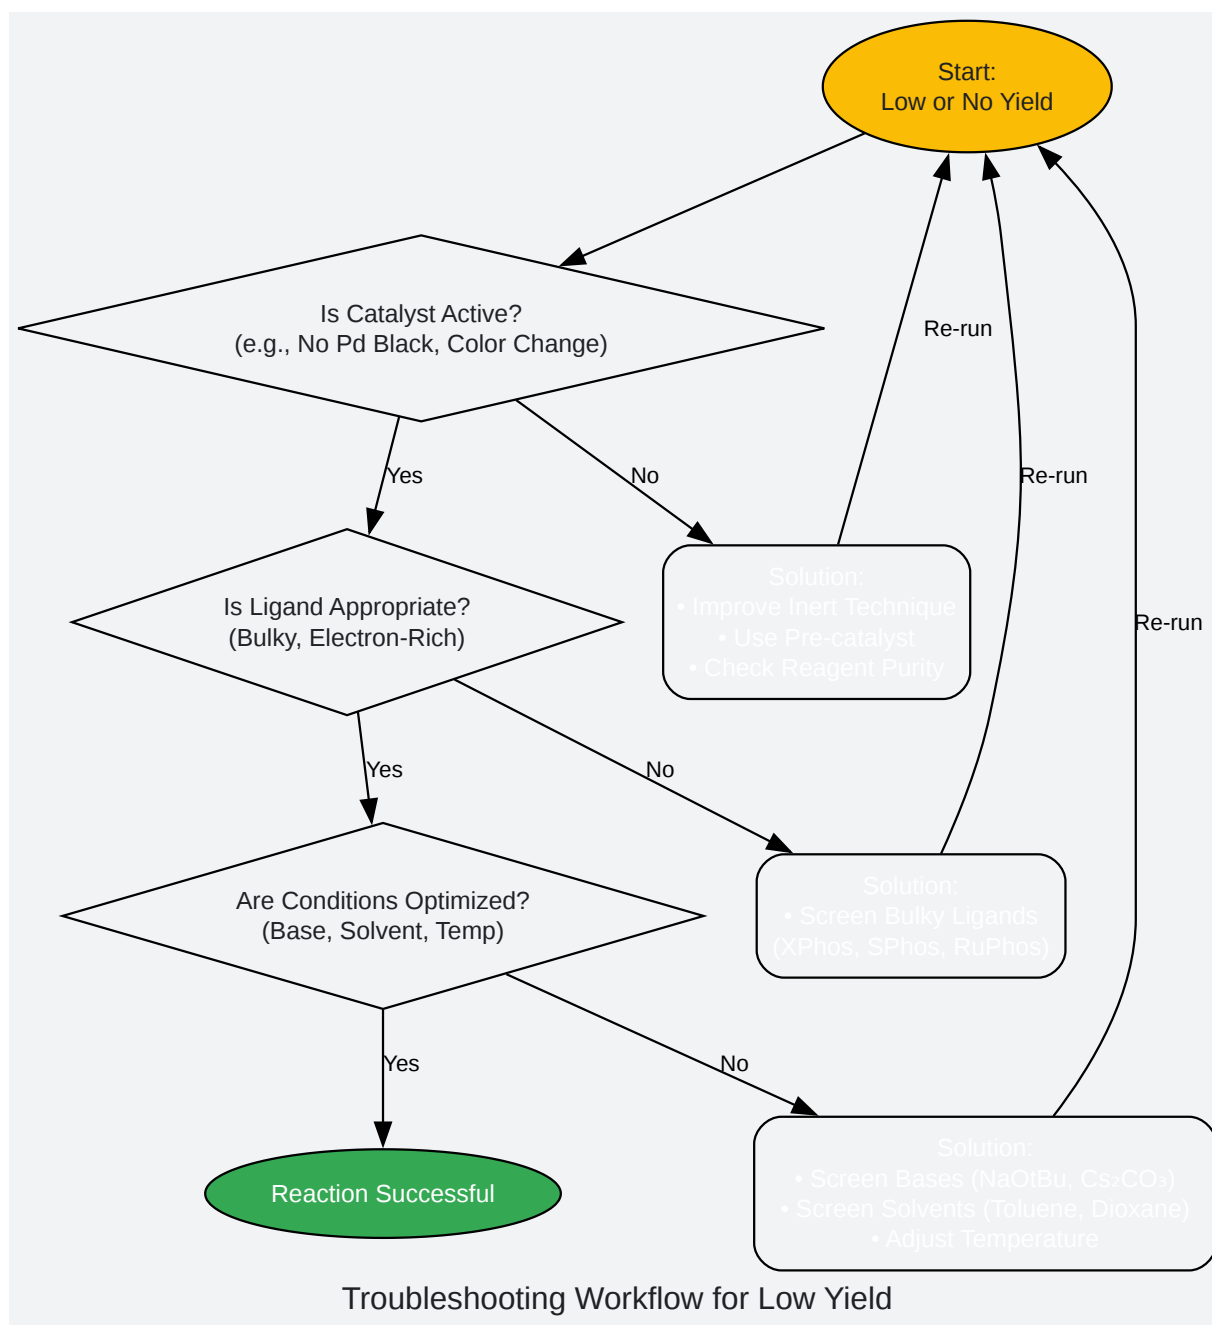 Start:
Low or No Yield
Is Catalyst Active?
(e.g., No Pd Black, Color Change)
Re-run
Yes
No
Re-run
Solution:
• Improve Inert Technique
• Use Pre-catalyst
• Check Reagent Purity
Is Ligand Appropriate?
(Bulky, Electron-Rich)
Re-run
Yes
No
Solution:
• Screen Bulky Ligands
(XPhos, SPhos, RuPhos)
Are Conditions Optimized?
(Base, Solvent, Temp)
Yes
No
Solution:
• Screen Bases (NaOtBu, Cs₂CO₃)
• Screen Solvents (Toluene, Dioxane)
• Adjust Temperature
Reaction Successful
Troubleshooting Workflow for Low Yield